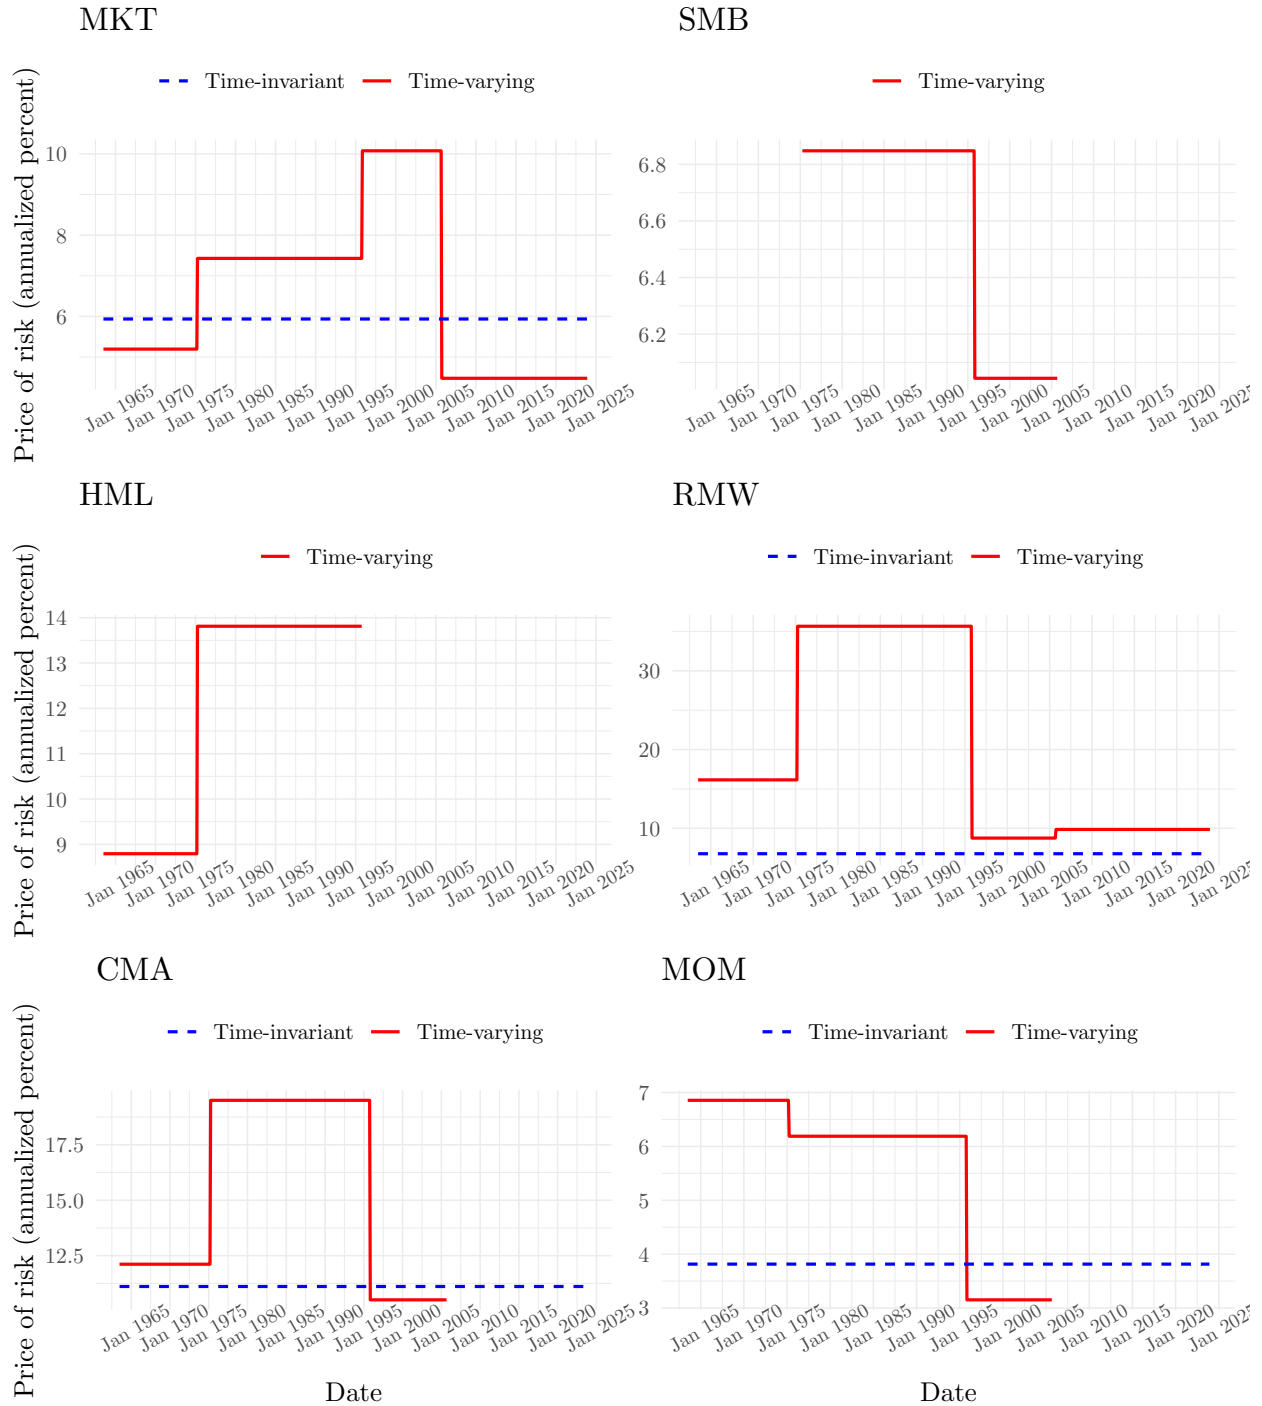 MKT
Time-invariant Time-varying
Price of risk (annualized percent)
10
8
6
Jan 1965 Jan 1970 Jan 1975 Jan 1980 Jan 1985 Jan 1990 Jan 1995 Jan 2000 Jan 2005 Jan 2010 Jan 2015 Jan 2020 Jan 2025
SMB
Time-varying
6.8
6.6
6.4
6.2
Jan 1965 Jan 1970 Jan 1975 Jan 1980 Jan 1985 Jan 1990 Jan 1995 Jan 2000 Jan 2005 Jan 2010 Jan 2015 Jan 2020 Jan 2025
HML
Time-varying
Price of risk (annualized percent)
14
13
12
11
10
9
Jan 1965 Jan 1970 Jan 1975 Jan 1980 Jan 1985 Jan 1990 Jan 1995 Jan 2000 Jan 2005 Jan 2010 Jan 2015 Jan 2020 Jan 2025
RMW
Time-invariant Time-varying
30
20
10
Jan 1965 Jan 1970 Jan 1975 Jan 1980 Jan 1985 Jan 1990 Jan 1995 Jan 2000 Jan 2005 Jan 2010 Jan 2015 Jan 2020 Jan 2025
CMA
Time-invariant Time-varying
Price of risk (annualized percent)
17.5
15.0
12.5
Jan 1965 Jan 1970 Jan 1975 Jan 1980 Jan 1985 Jan 1990 Jan 1995 Jan 2000 Jan 2005 Jan 2010 Jan 2015 Jan 2020 Jan 2025
Date
MOM
Time-invariant Time-varying
7
6
5
4
3
Jan 1965 Jan 1970 Jan 1975 Jan 1980 Jan 1985 Jan 1990 Jan 1995 Jan 2000 Jan 2005 Jan 2010 Jan 2015 Jan 2020 Jan 2025
Date